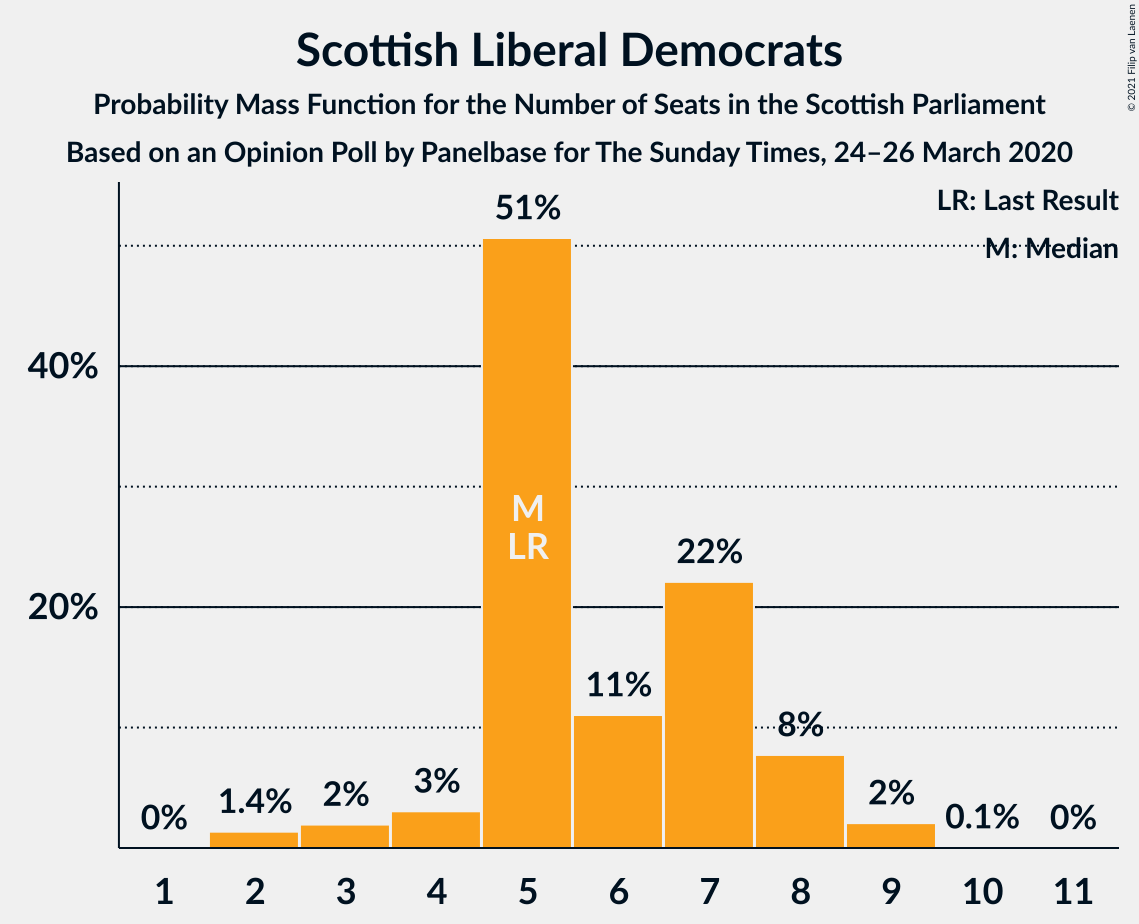 Scottish Liberal Democrats
Probability Mass Function for the Number of Seats in the Scottish Parliament
Based on an Opinion Poll by Panelbase for The Sunday Times, 24–26 March 2020
© 2021 Filip van Laenen
LR: Last Result
M: Median
51%
40%
M
LR
22%
20%
11%
8%
3%
2%
2%
1.4%
0%
0.1%
0%
1 2 3 4 5 6 7 8 9 10 11